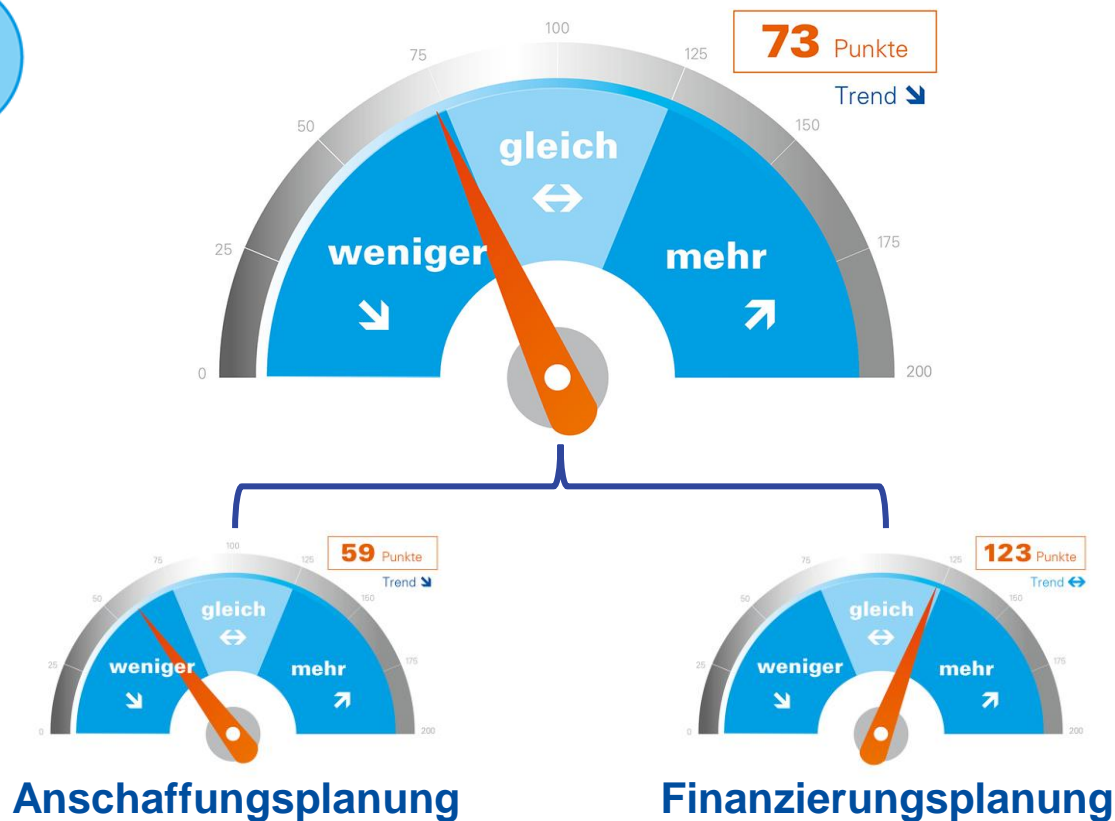 100
75
125
50
150
25
175
0
200
73 Punkte
Trend
gleich
weniger
mehr
59 Punkte
Trend
100
75
125
50
150
25
175
0
200
gleich
weniger
mehr
123 Punkte
Trend
75
125
50
150
25
175
0
200
gleich
weniger
mehr
Anschaffungsplanung
Finanzierungsplanung